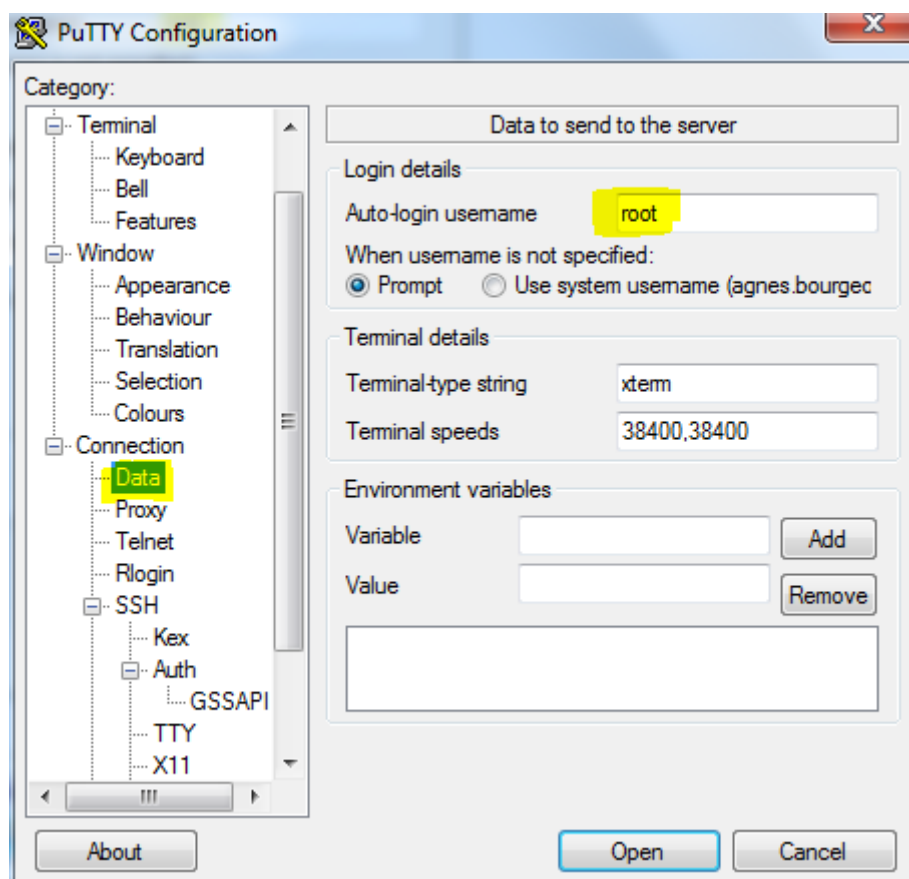 PuTTY Configuration
Category:
Terminal
Keyboard
Bell
Features
Window
Appearance
Behaviour
Translation
Selection
Colours
Connection
Data
Proxy
Telnet
Rlogin
SSH
Kex
Auth
GSSAPI
TTY
X11
Data to send to the server
Login details
Auto-login username root
When username is not specified:
Prompt Use system username (agnes.bourgec
Terminal details
Terminal-type string xterm
Terminal speeds 38400,38400
Environment variables
Variable Add
Value Remove
About Open Cancel